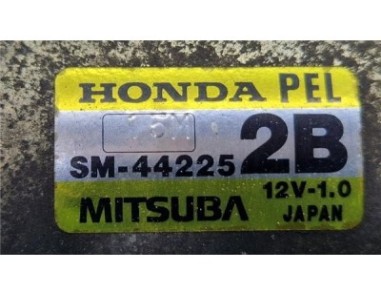 HONDA PEL
SM-44225 2B
MITSUBA 12V-1.0
JAPAN